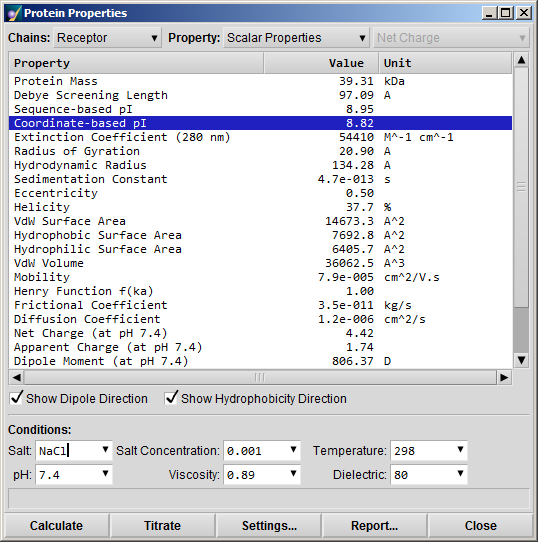 Protein Properties
Chains: Receptor Property: Scalar Properties Net Charge
Property Value Unit
Protein Mass 39.31 kDa
Debye Screening Length 97.09 A
Sequence-based pI 8.95
Coordinate-based pI 8.82
Extinction Coefficient (280 nm) 54410 M^-1 cm^-1
Radius of Gyration 20.90 A
Hydrodynamic Radius 134.28 A
Sedimentation Constant 4.7e-013 s
Eccentricity 0.50
Helicity 37.7 %
VdW Surface Area 14673.3 A^2
Hydrophobic Surface Area 7692.8 A^2
Hydrophilic Surface Area 6405.7 A^2
VdW Volume 36062.5 A^3
Mobility 7.9e-005 cm^2/V.s
Henry Function f(ka) 1.00
Frictional Coefficient 3.5e-011 kg/s
Diffusion Coefficient 1.2e-006 cm^2/s
Net Charge (at pH 7.4) 4.42
Apparent Charge (at pH 7.4) 1.74
Dipole Moment (at pH 7.4) 806.37 D
Show Dipole Direction Show Hydrophobicity Direction
Conditions:
Salt: NaCl Salt Concentration: 0.001 Temperature: 298
pH: 7.4 Viscosity: 0.89 Dielectric: 80
Calculate Titrate Settings... Report... Close